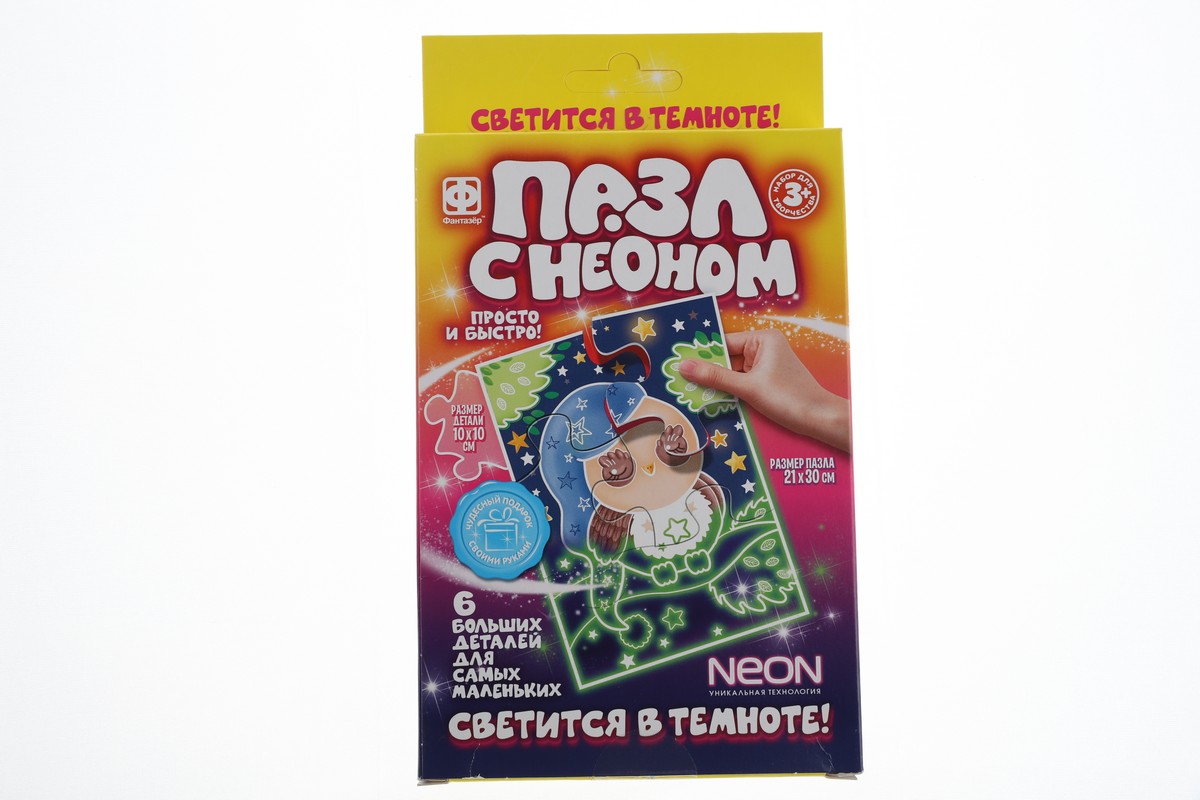 СВЕТИТСЯ В ТЕМНОТЕ!
Фантазёр™
ПАЗЛ
С НЕОНОМ
НАБОР ДЛЯ
3+
ТВОРЧЕСТВА
ПРОСТО
И БЫСТРО!
РАЗМЕР
ДЕТАЛИ
10 Х 10
СМ
РАЗМЕР ПАЗЛА
21 Х 30 СМ
ЧУДЕСНЫЙ ПОДАРОК
СВОИМИ РУКАМИ
6
БОЛЬШИХ
ДЕТАЛЕЙ
ДЛЯ
САМЫХ
МАЛЕНЬКИХ
NEON
УНИКАЛЬНАЯ ТЕХНОЛОГИЯ
СВЕТИТСЯ В ТЕМНОТЕ!